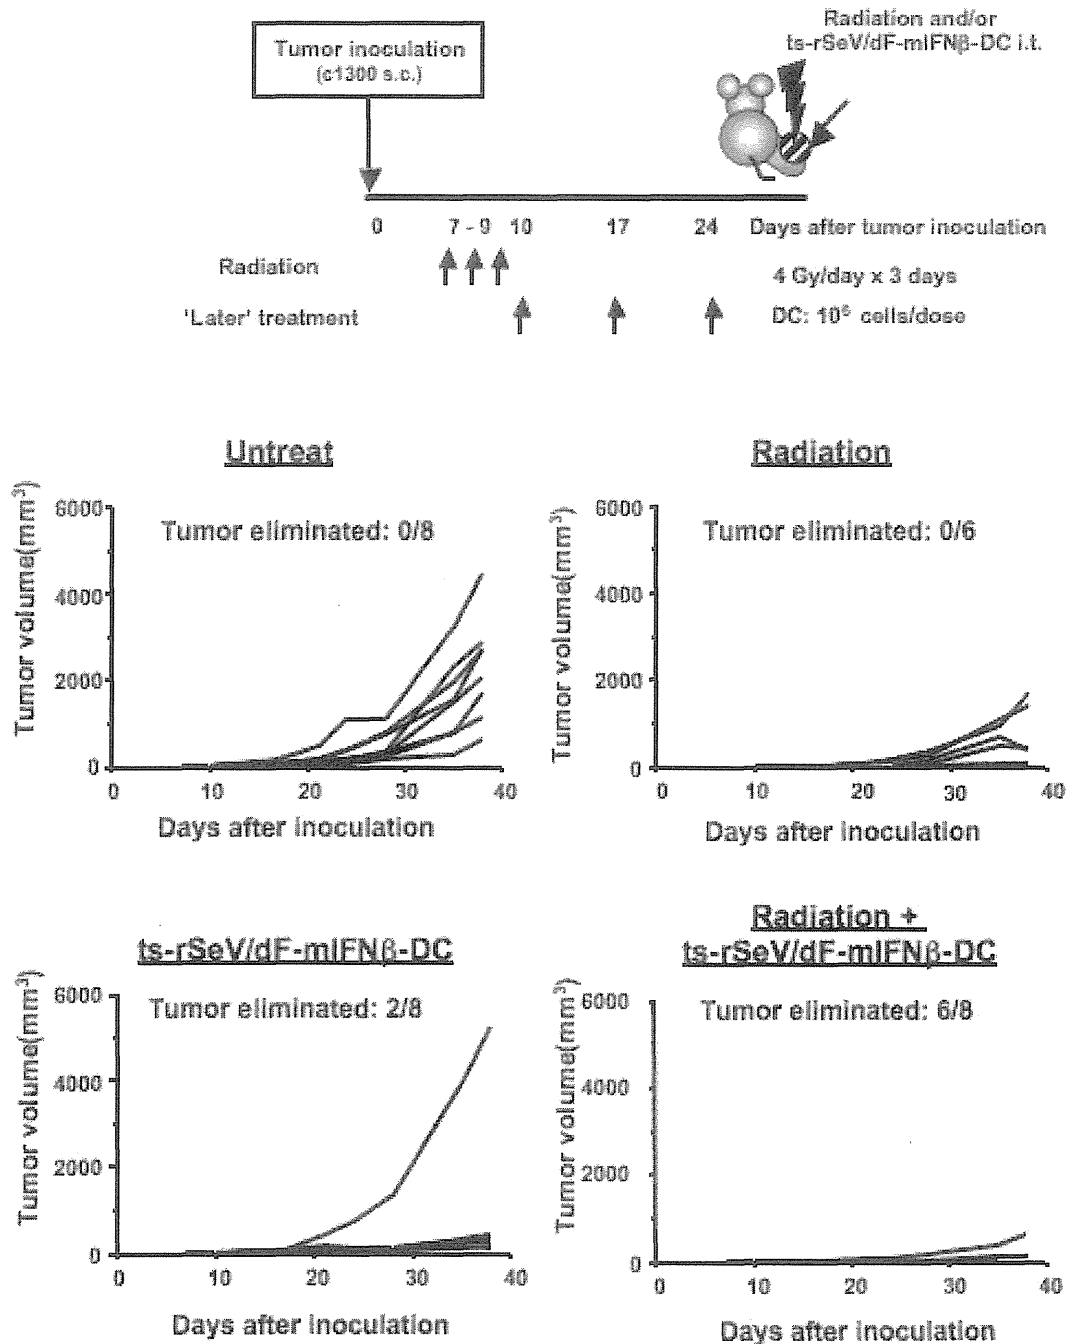 Radiation and/or
ts-rSeV/dF-mIFNβ-DC i.t.
Tumor inoculation
(c1300 s.c.)
0 7 - 9 10 17 24 Days after tumor inoculation
Radiation 4 Gy/day x 3 days
'Later' treatment DC: 10⁶ cells/dose
Untreat
Tumor volume(mm³)
6000
4000
2000
0
Tumor eliminated: 0/8
0 10 20 30 40
Days after inoculation
Radiation
Tumor volume(mm³)
6000
4000
2000
0
Tumor eliminated: 0/6
0 10 20 30 40
Days after inoculation
ts-rSeV/dF-mIFNβ-DC
Tumor volume(mm³)
6000
4000
2000
0
Tumor eliminated: 2/8
0 10 20 30 40
Days after inoculation
Radiation +
ts-rSeV/dF-mIFNβ-DC
Tumor volume(mm³)
6000
4000
2000
0
Tumor eliminated: 6/8
0 10 20 30 40
Days after inoculation